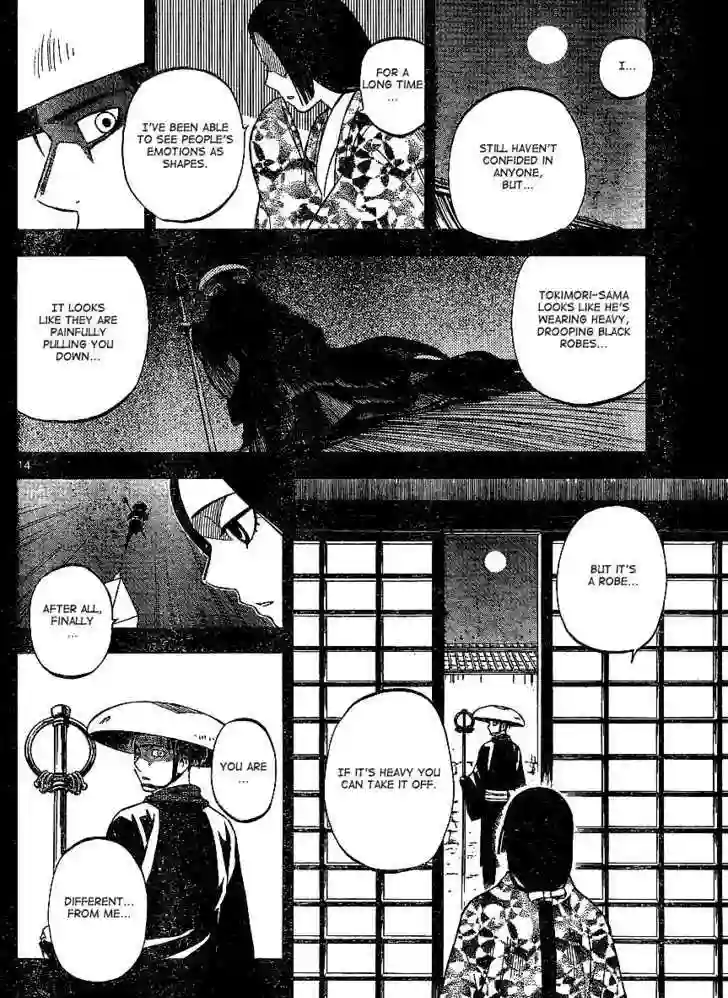 I...
STILL HAVEN'T
CONFIDED IN
ANYONE,
BUT...
FOR A
LONG TIME
...
I'VE BEEN ABLE
TO SEE PEOPLE'S
EMOTIONS AS
SHAPES.
TOKIMORI-SAMA
LOOKS LIKE HE'S
WEARING HEAVY,
DROOPING BLACK
ROBES...
IT LOOKS
LIKE THEY ARE
PAINFULLY
PULLING YOU
DOWN...
14
BUT IT'S
A ROBE...
IF IT'S HEAVY YOU
CAN TAKE IT OFF.
AFTER ALL,
FINALLY
...
YOU ARE
...
DIFFERENT...
FROM ME...